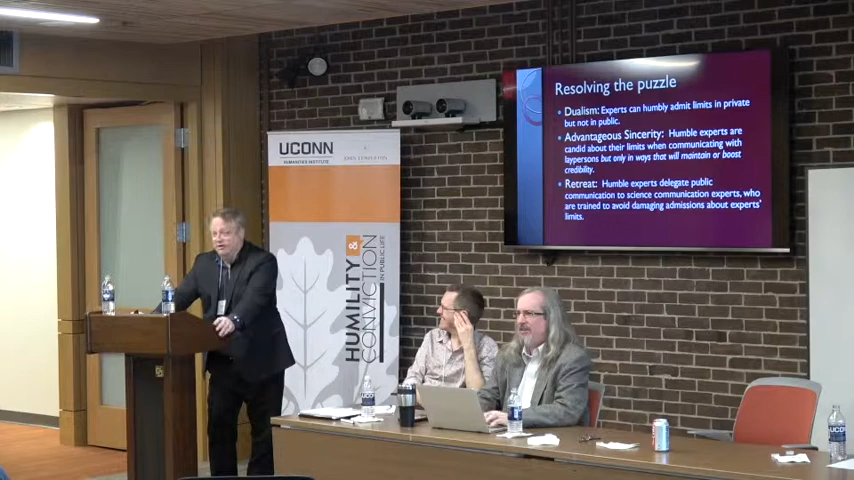 UCONN
HUMANITIES INSTITUTE
JOHN TEMPLETON
HUMILITY &
CONVICTION
IN PUBLIC LIFE
Resolving the puzzle
Dualism: Experts can humbly admit limits in private
but not in public.
Advantageous Sincerity: Humble experts are
candid about their limits when communicating with
laypersons but only in ways that will maintain or boost
credibility.
Retreat: Humble experts delegate public
communication to science communication experts, who
are trained to avoid damaging admissions about experts'
limits.
UCONN